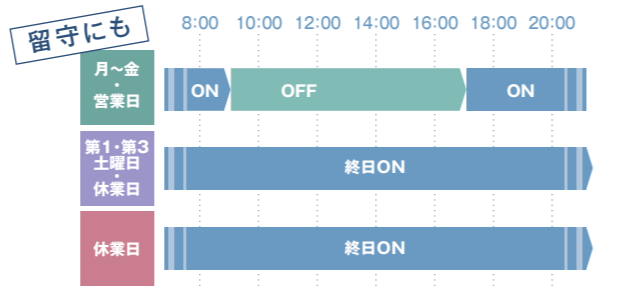 留守にも
8:00 10:00 12:00 14:00 16:00 18:00 20:00
月～金
・
営業日
ON OFF ON
第1・第3
土曜日
・
休業日
終日ON
休業日
終日ON